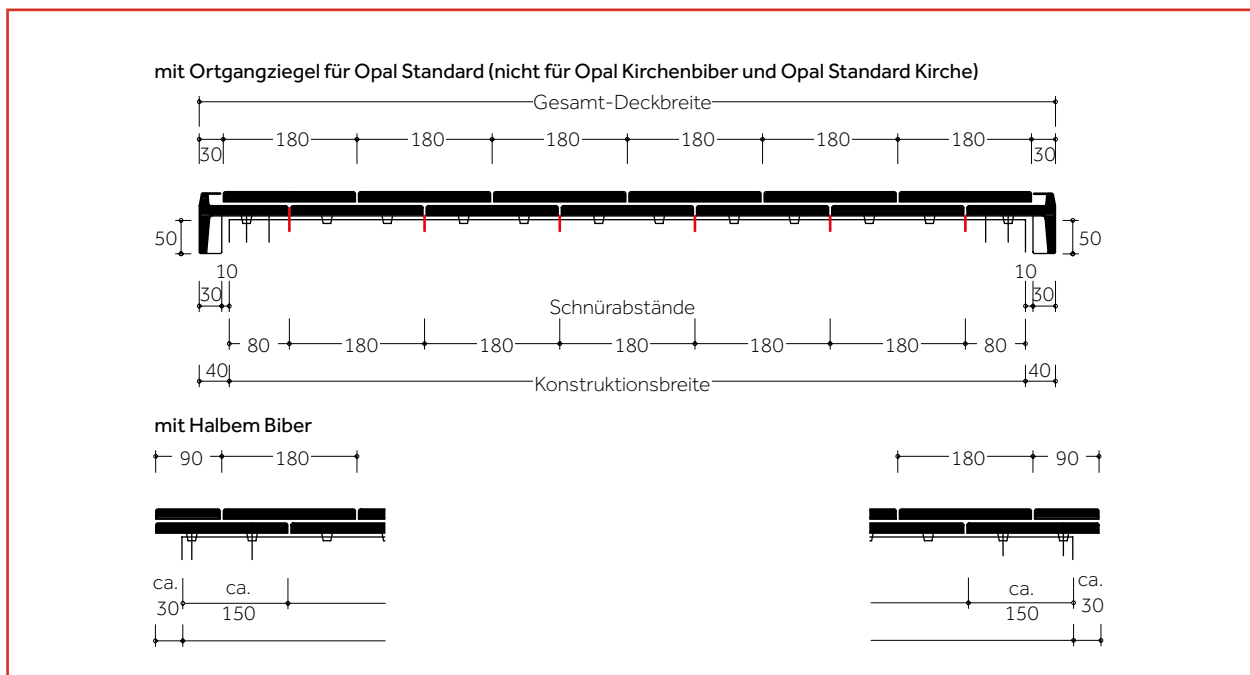 mit Ortgangziegel für Opal Standard (nicht für Opal Kirchenbiber und Opal Standard Kirche)
Gesamt-Deckbreite
30 180 180 180 180 180 180 30
50 50
10 10
30 30
Schnürabstände
80 180 180 180 180 180 80
40 Konstruktionsbreite 40
mit Halbem Biber
90 180 180 90
ca. ca. ca. ca.
30 150 150 30